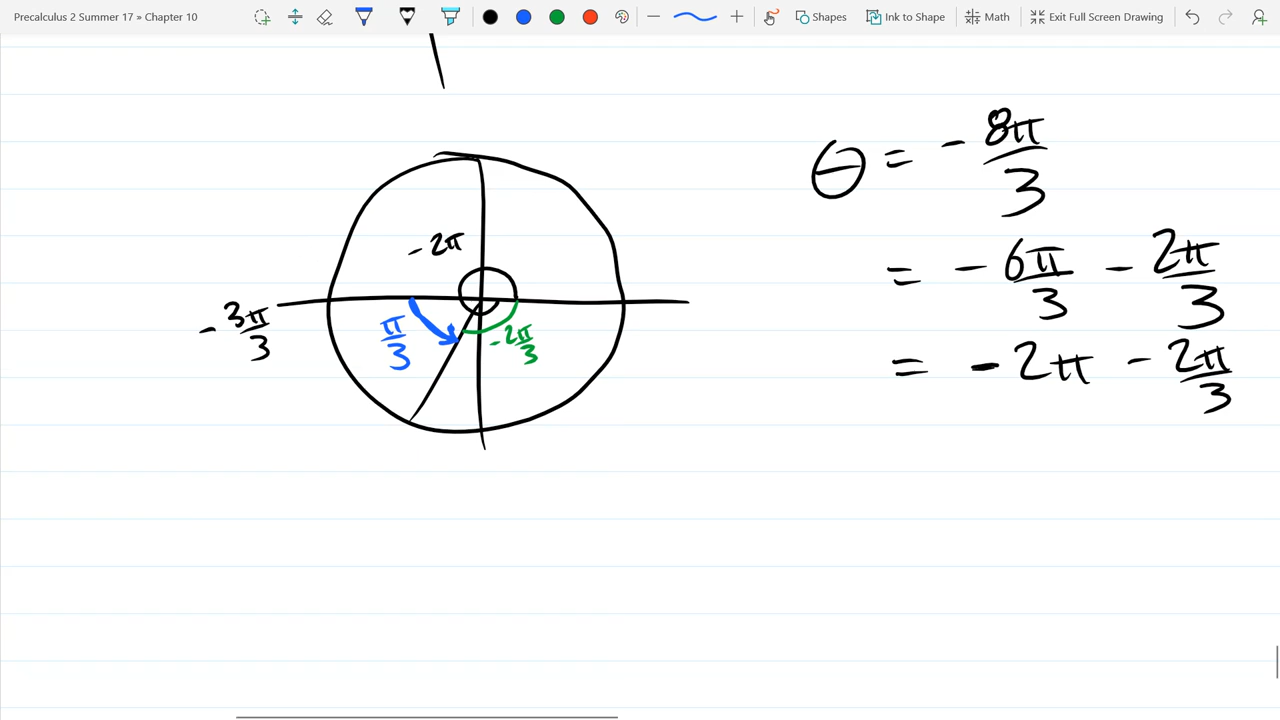 Precalculus 2 Summer 17 » Chapter 10
Shapes
Ink to Shape
Math
Exit Full Screen Drawing
θ = - 8π/3
= - 6π/3 - 2π/3
= - 2π - 2π/3
- 2π
- 3π/3
π/3
- 2π/3